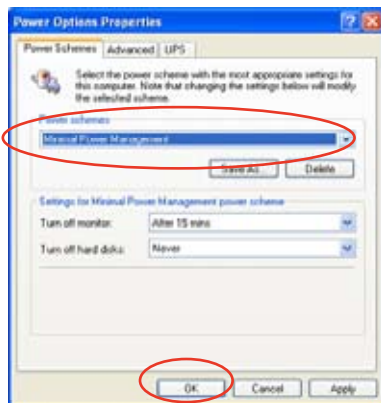 Power Options Properties
Power Schemes Advanced UPS
Select the power scheme with the most appropriate settings for
this computer. Note that changing the settings below will modify
the selected scheme.
Power schemes
Minimal Power Management
Save As... Delete
Settings for Minimal Power Management power scheme
Turn off monitor: After 15 mins
Turn off hard disks: Never
OK Cancel Apply